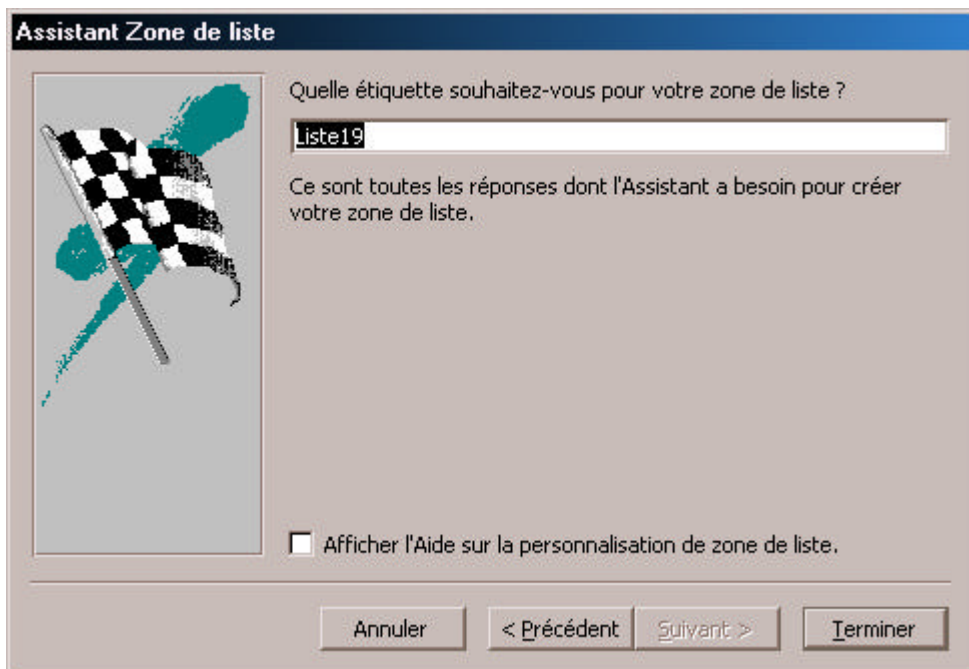 Assistant Zone de liste
Quelle étiquette souhaitez-vous pour votre zone de liste ?
Liste19
Ce sont toutes les réponses dont l'Assistant a besoin pour créer
votre zone de liste.
Afficher l'Aide sur la personnalisation de zone de liste.
Annuler
< Précédent
Suivant >
Terminer